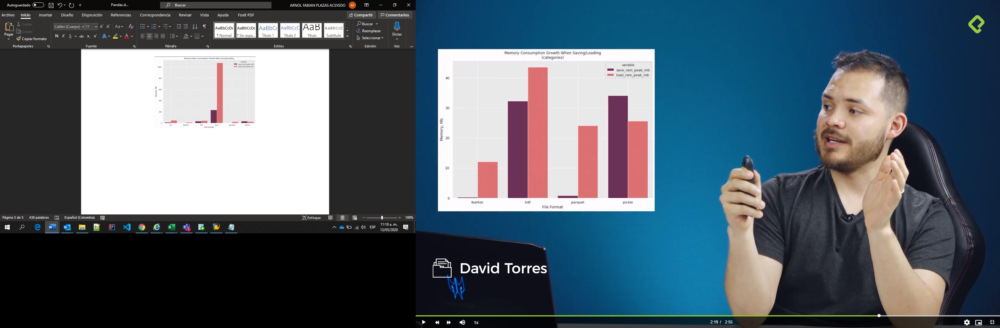 Autoguardado
Pandas.d...
Buscar
ARNOL FABIAN PLAZAS ACEVEDO AF
Archivo Inicio Insertar Diseño Disposición Referencias Correspondencia Revisar Vista Ayuda Foxit PDF
Compartir Comentarios
Pegar
Cortar
Copiar
Copiar formato
Portapapeles
Calibri (Cuerpo) 11
N K S ab x₂ x² A A
Fuente
Párrafo
AaBbCcDc AaBbCcDc AaBbCc AaBbCcE AaB AaBbCcD
¶ Normal ¶ Sin espa... Título 1 Título 2 Título Subtítulo
Estilos
Buscar
Reemplazar
Seleccionar
Edición
Dictar
Voz
Memory Peaks Consumption Growth When Saving/Loading
variable
save_ram_peak_mb
load_ram_peak_mb
Memory, Mb
1000
800
600
400
200
0
csv feather hdf json parquet pickle
File Format
Página 5 de 5 438 palabras Español (Colombia) Enfoque 100%
ESP
11:18 a. m.
13/05/2020
Memory Consumption Growth When Saving/Loading
(categories)
variable
save_ram_peak_mb
load_ram_peak_mb
Memory, Mb
40
30
20
10
0
feather hdf parquet pickle
File Format
David Torres
1x
2:19 / 2:55